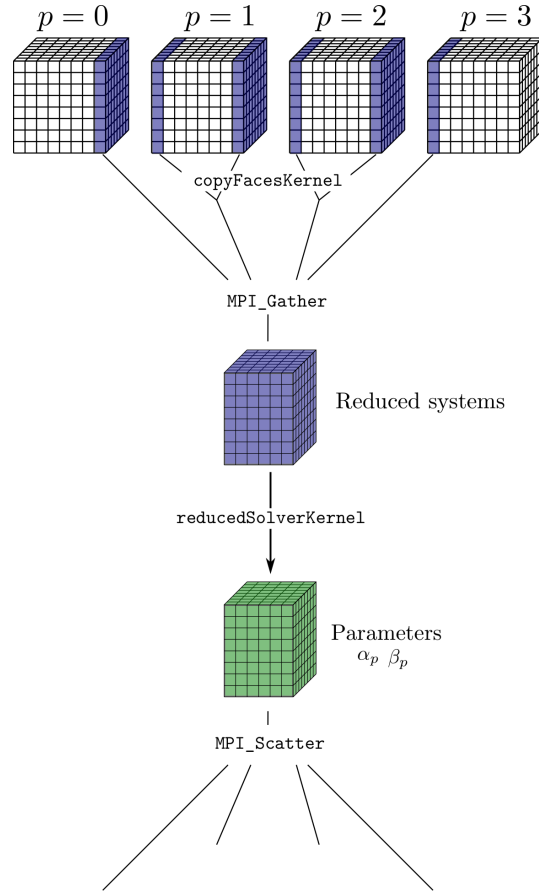 p = 0 p = 1 p = 2 p = 3
copyFacesKernel
MPI_Gather
Reduced systems
reducedSolverKernel
Parameters
α_p β_p
MPI_Scatter